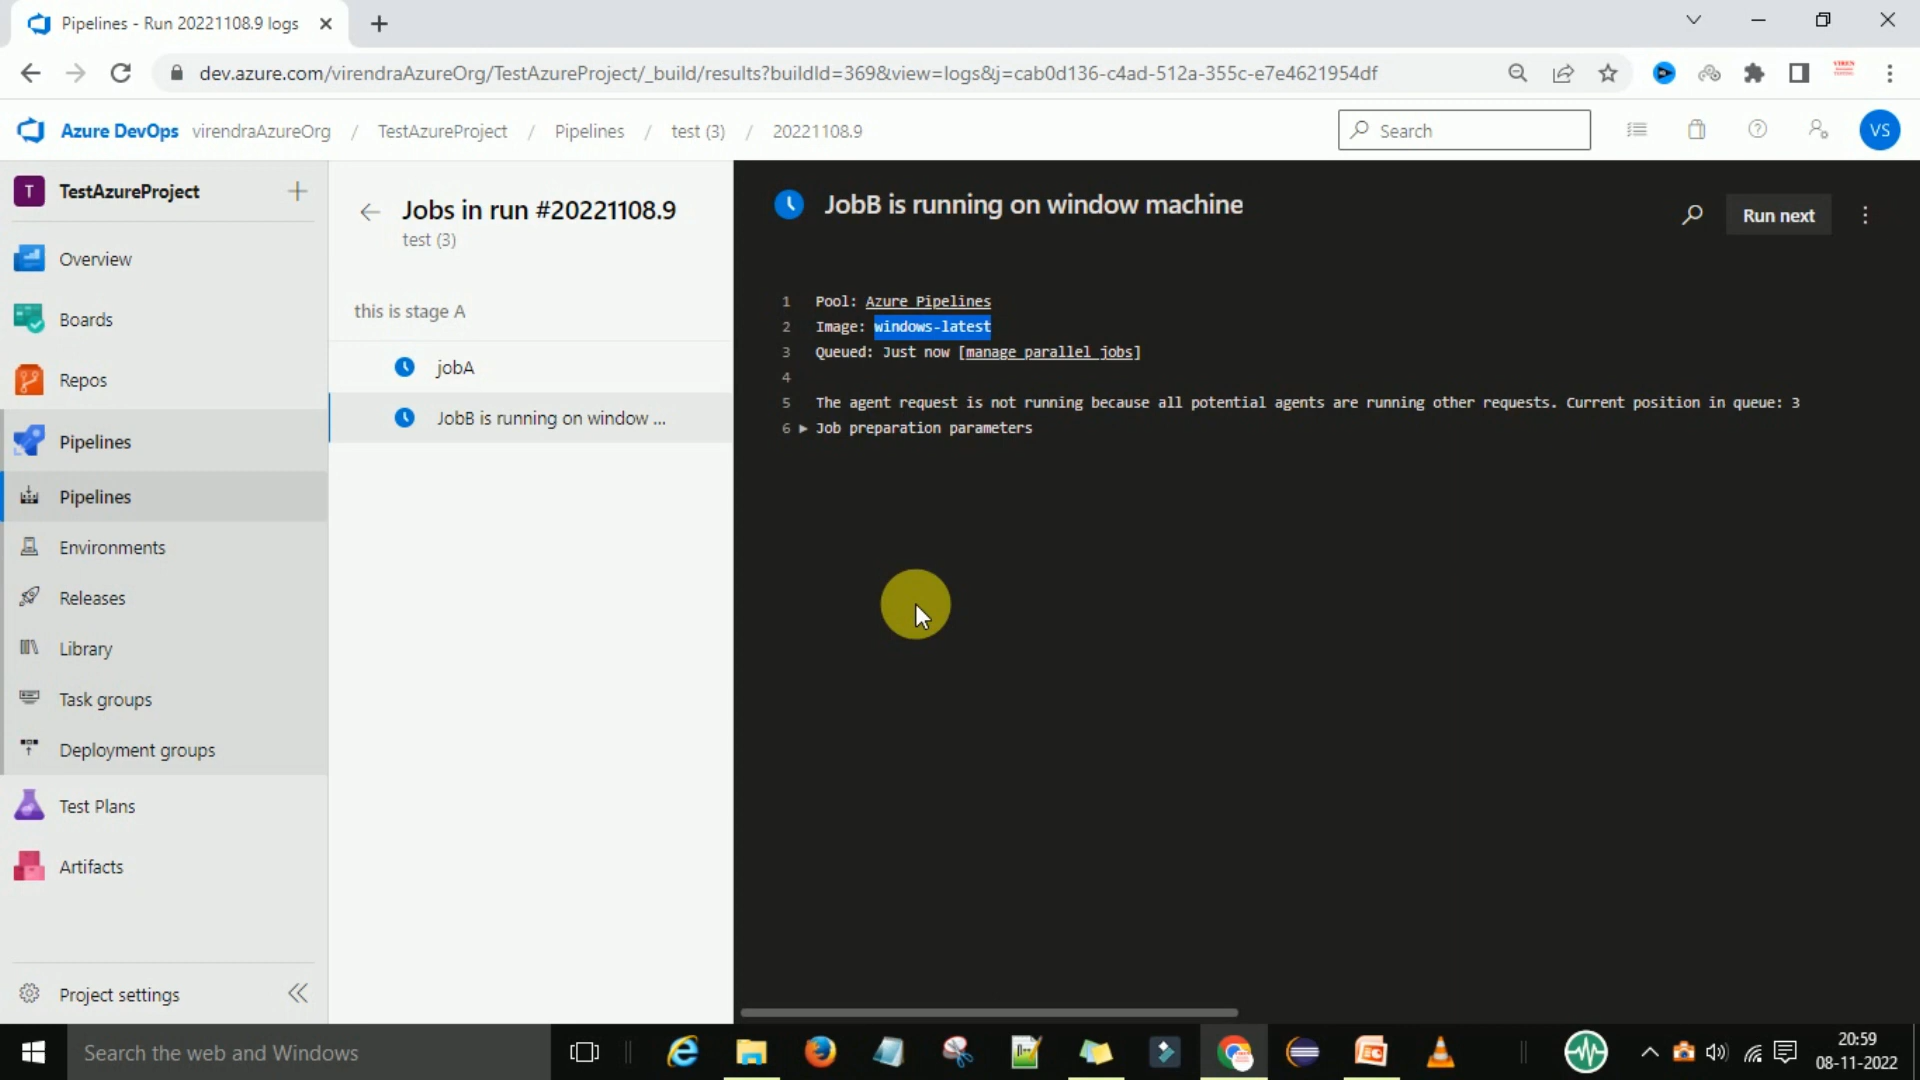 Pipelines - Run 20221108.9 logs
dev.azure.com/virendraAzureOrg/TestAzureProject/_build/results?buildId=369&view=logs&j=cab0d136-c4ad-512a-355c-e7e4621954df
Azure DevOps virendraAzureOrg / TestAzureProject / Pipelines / test (3) / 20221108.9
Search
VS
T TestAzureProject
Overview
Boards
Repos
Pipelines
Pipelines
Environments
Releases
Library
Task groups
Deployment groups
Test Plans
Artifacts
Project settings
Jobs in run #20221108.9
test (3)
this is stage A
jobA
JobB is running on window ...
JobB is running on window machine
Run next
1 Pool: Azure Pipelines
2 Image: windows-latest
3 Queued: Just now [manage parallel jobs]
4
5 The agent request is not running because all potential agents are running other requests. Current position in queue: 3
6 Job preparation parameters
Search the web and Windows
20:59
08-11-2022